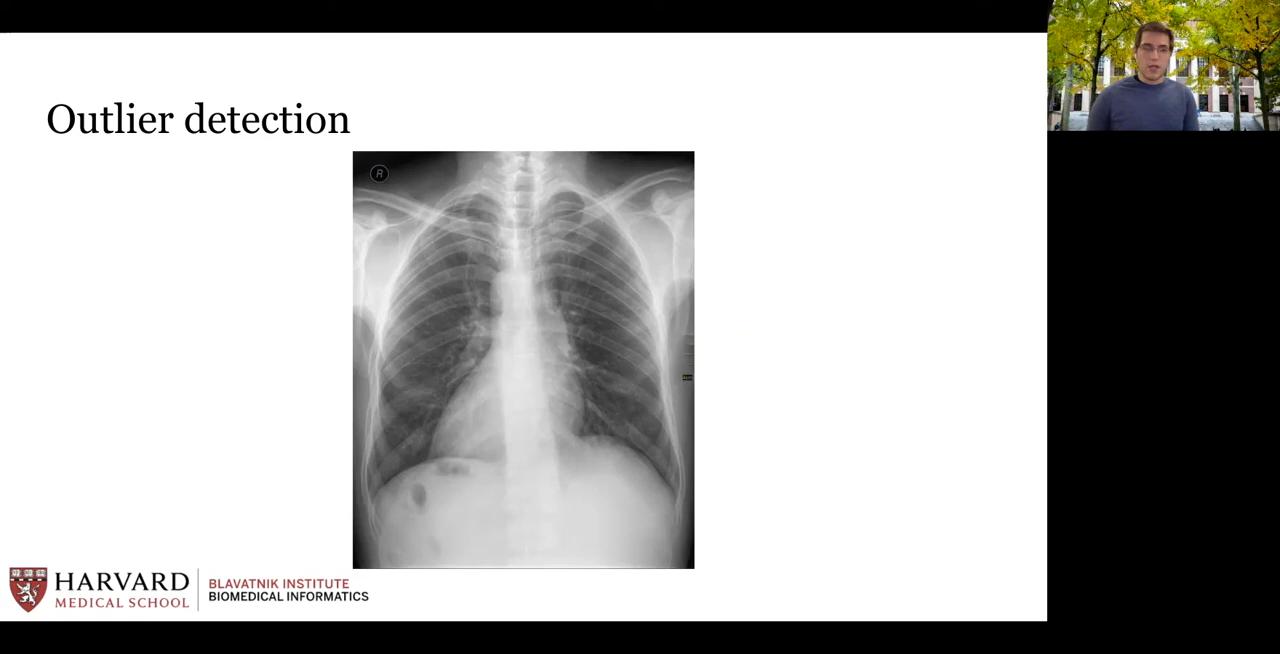 Outlier detection
R
HARVARD
MEDICAL SCHOOL
BLAVATNIK INSTITUTE
BIOMEDICAL INFORMATICS